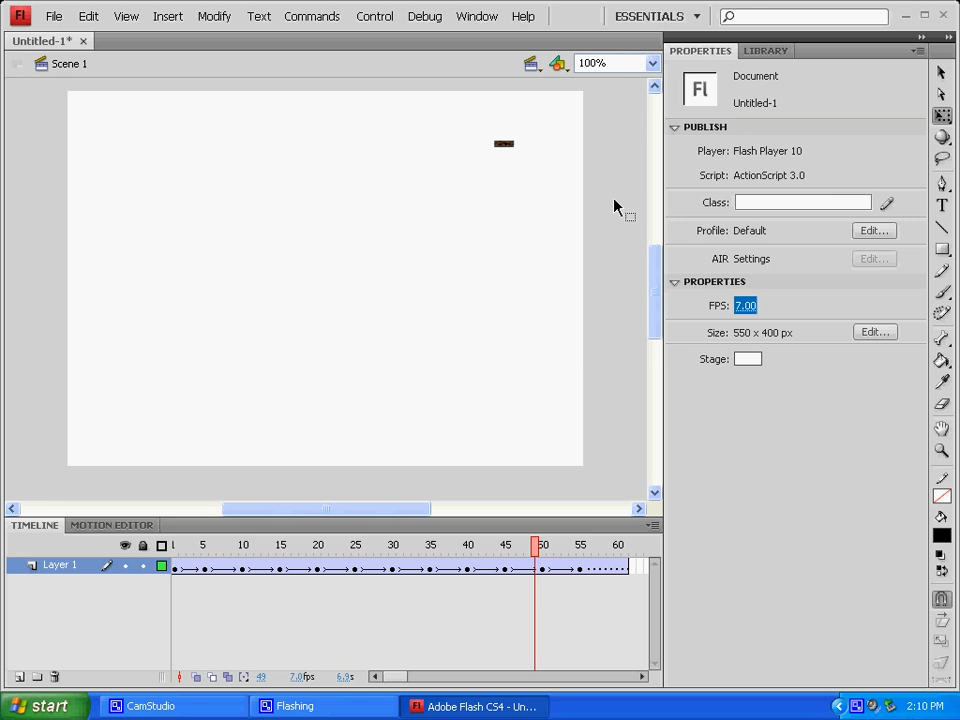 Fl File Edit View Insert Modify Text Commands Control Debug Window Help ESSENTIALS
Untitled-1*
Scene 1 100%
PROPERTIES LIBRARY
Fl
Document
Untitled-1
PUBLISH
Player: Flash Player 10
Script: ActionScript 3.0
Class:
Profile: Default Edit...
AIR Settings Edit...
PROPERTIES
FPS: 7.00
Size: 550 x 400 px Edit...
Stage:
T
TIMELINE MOTION EDITOR
1 5 10 15 20 25 30 35 40 45 50 55 60
Layer 1
49 7.0fps 6.9s
start CamStudio Flashing Fl Adobe Flash CS4 - Un... 2:10 PM